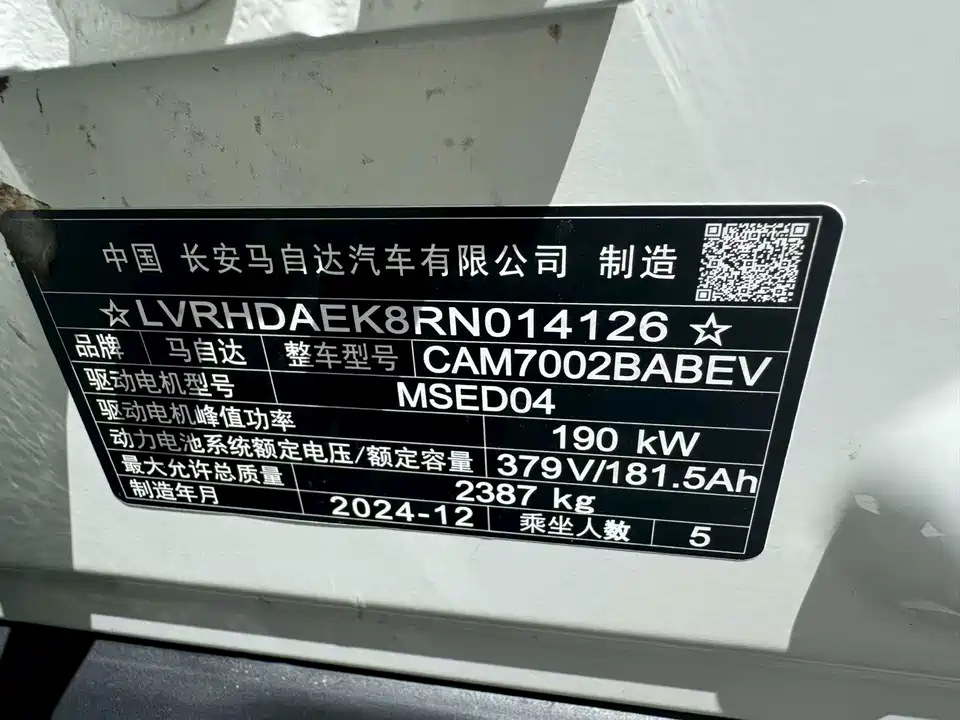 中国 长安马自达汽车有限公司 制造
☆LVRHDAEK8RN014126☆
品牌 马自达 整车型号 CAM7002BABEV
驱动电机型号 MSED04
驱动电机峰值功率 190 kW
动力电池系统额定电压/额定容量 379V/181.5Ah
最大允许总质量 2387 kg
制造年月 2024-12 乘坐人数 5